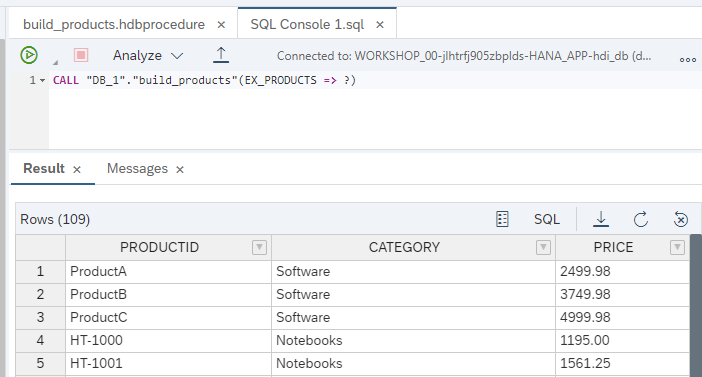 build_products.hdbprocedure × SQL Console 1.sql ×
Analyze Connected to: WORKSHOP_00-jlhtrfj905zbplds-HANA_APP-hdi_db (d...
1 CALL "DB_1"."build_products"(EX_PRODUCTS => ?)
Result × Messages ×
Rows (109) SQL
PRODUCTID CATEGORY PRICE
1 ProductA Software 2499.98
2 ProductB Software 3749.98
3 ProductC Software 4999.98
4 HT-1000 Notebooks 1195.00
5 HT-1001 Notebooks 1561.25